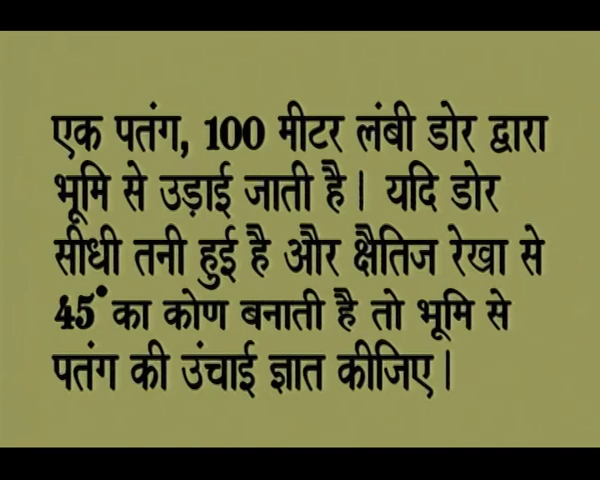 एक पतंग, 100 मीटर लंबी डोर द्वारा
भूमि से उड़ाई जाती है। यदि डोर
सीधी तनी हुई है और क्षैतिज रेखा से
45° का कोण बनाती है तो भूमि से
पतंग की उंचाई ज्ञात कीजिए।